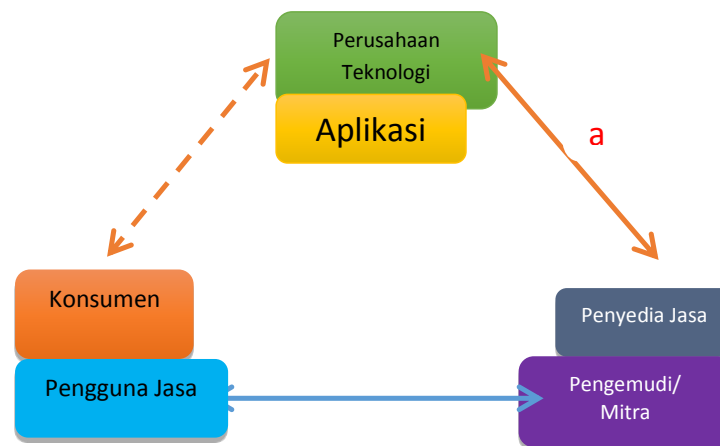 Perusahaan
Teknologi
Aplikasi
a
Konsumen
Penyedia Jasa
Pengguna Jasa
Pengemudi/
Mitra